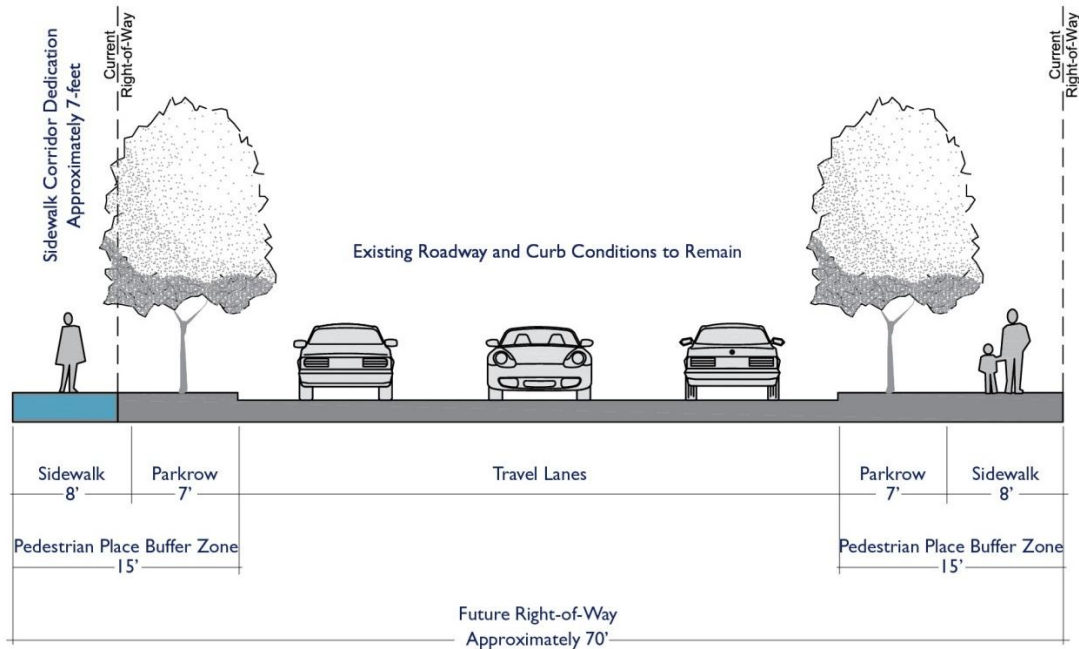 Sidewalk Corridor Dedication
Approximately 7-feet
Current
Right-of-Way
Current
Right-of-Way
Existing Roadway and Curb Conditions to Remain
Sidewalk
8'
Parkrow
7'
Travel Lanes
Parkrow
7'
Sidewalk
8'
Pedestrian Place Buffer Zone
15'
Pedestrian Place Buffer Zone
15'
Future Right-of-Way
Approximately 70'